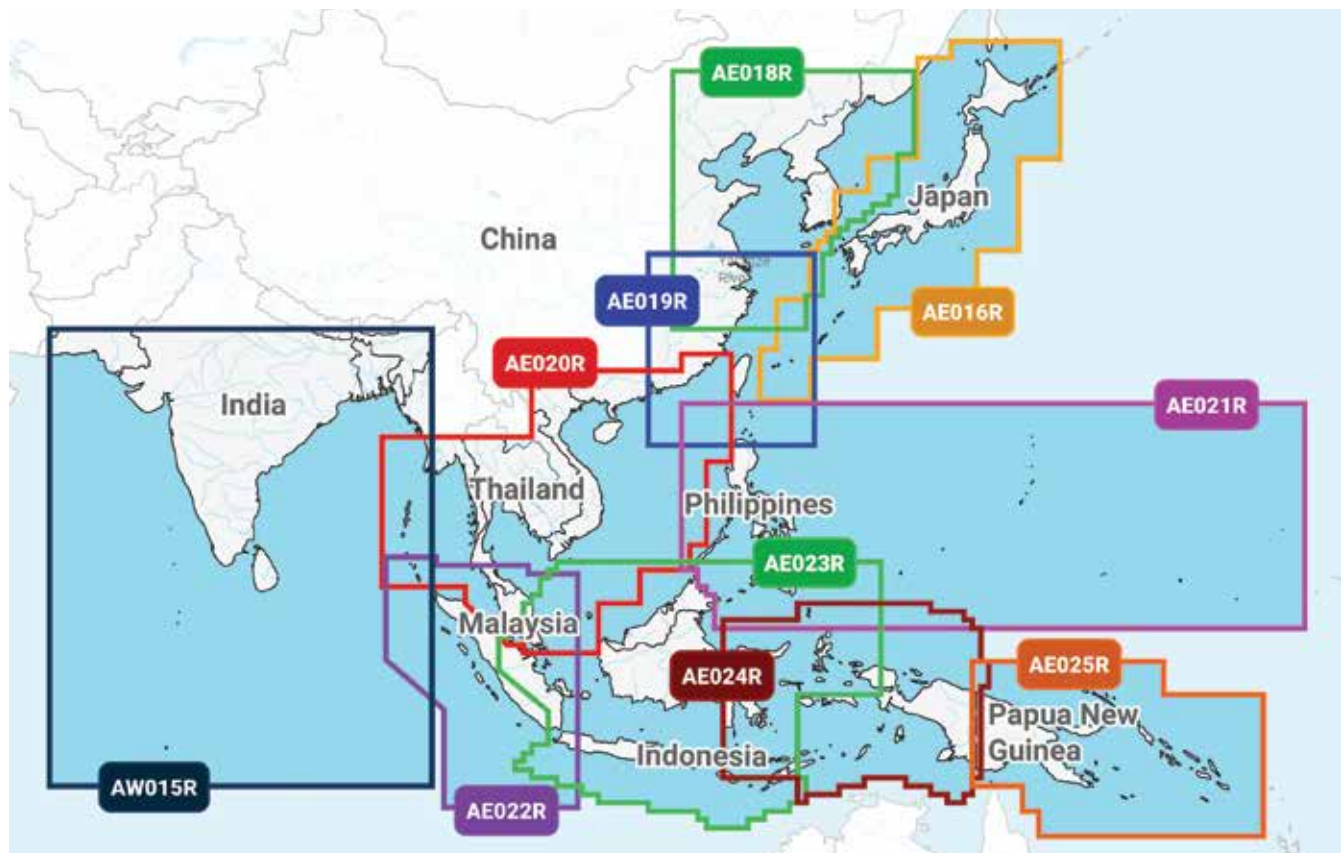 AE018R
Japan
China
AE019R
AE016R
AE020R
India
AE021R
Thailand
Philippines
AE023R
Malaysia
AE024R
AE025R
Papua New
Guinea
Indonesia
AW015R
AE022R